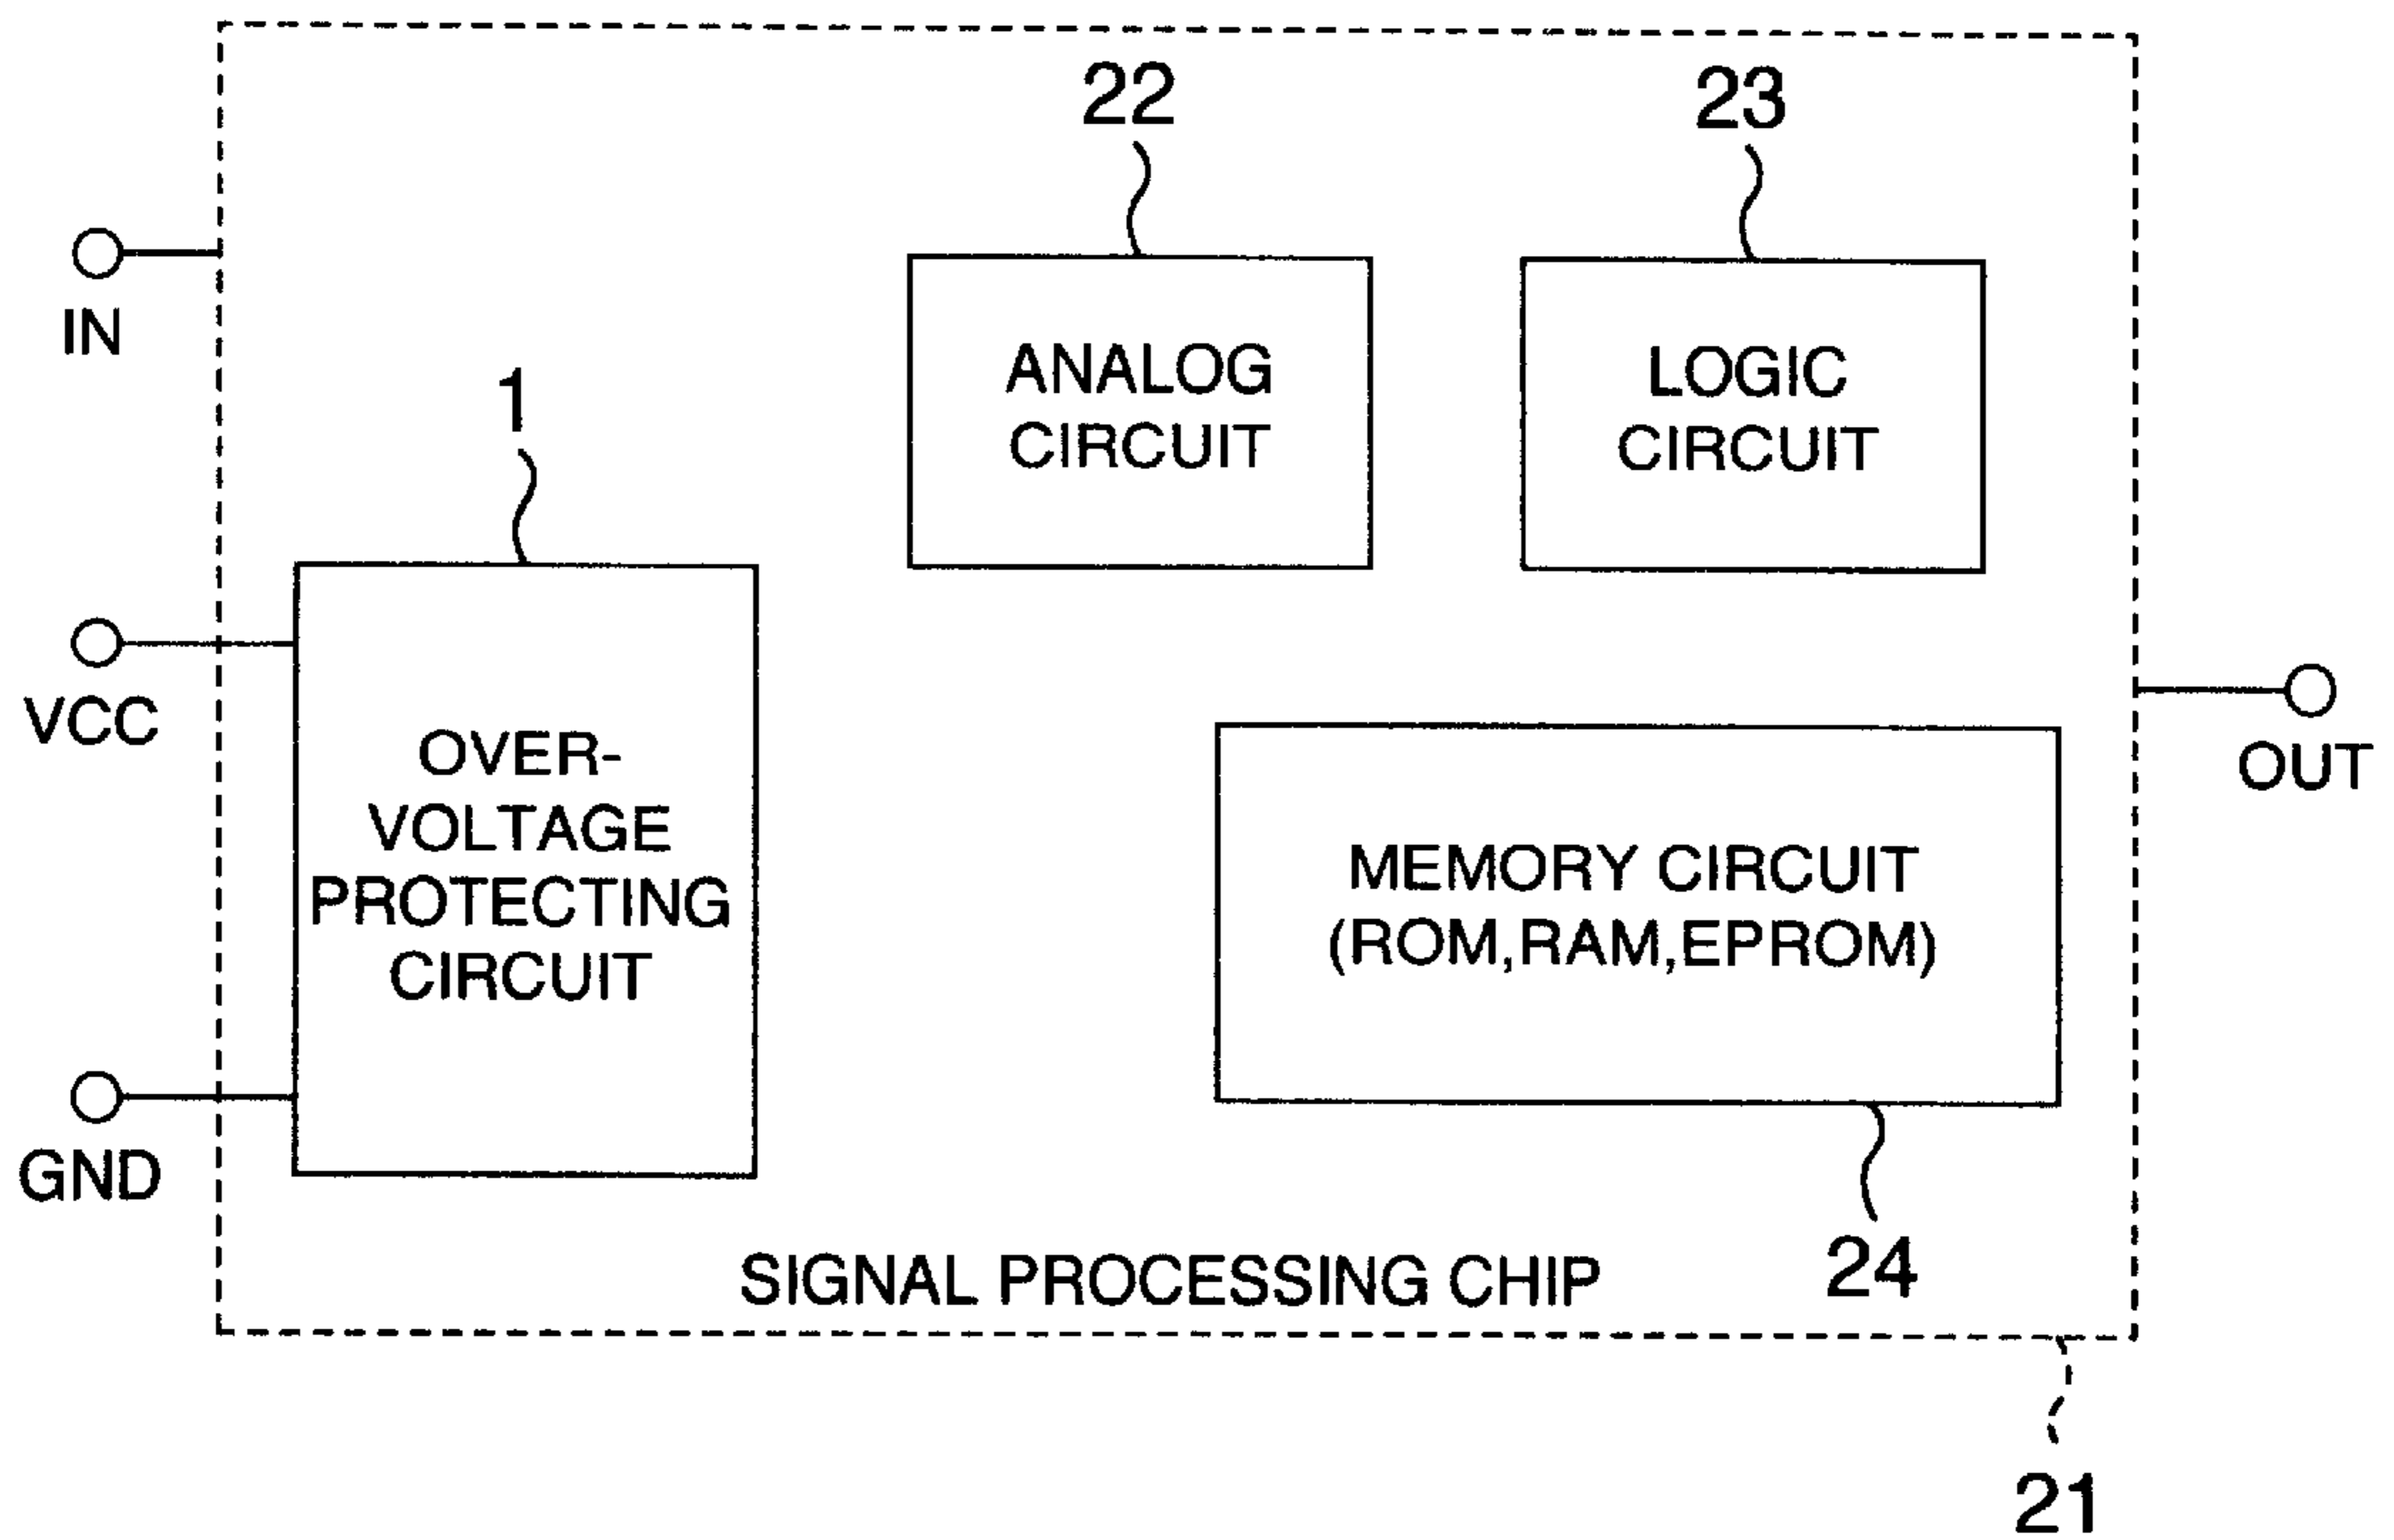 22
23
IN
1
ANALOG
CIRCUIT
LOGIC
CIRCUIT
VCC
OVER-
VOLTAGE
PROTECTING
CIRCUIT
OUT
MEMORY CIRCUIT
(ROM,RAM,EPROM)
GND
SIGNAL PROCESSING CHIP
24
21